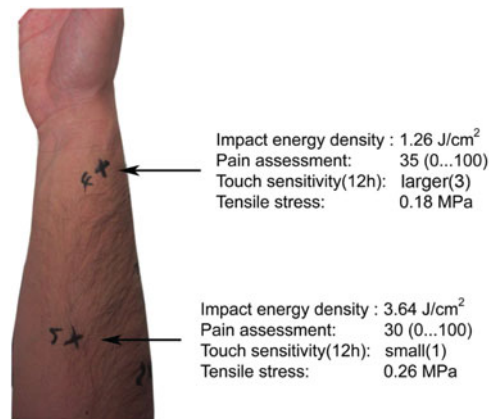 Impact energy density : 1.26 J/cm²
Pain assessment: 35 (0...100)
Touch sensitivity(12h): larger(3)
Tensile stress: 0.18 MPa
4 x
Impact energy density : 3.64 J/cm²
Pain assessment: 30 (0...100)
Touch sensitivity(12h): small(1)
Tensile stress: 0.26 MPa
5 x